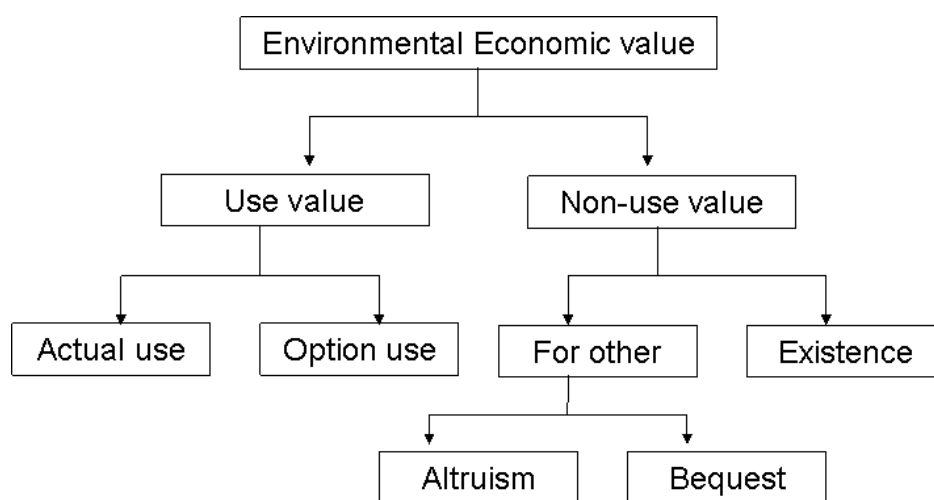 Environmental Economic value
Use value
Non-use value
Actual use
Option use
For other
Existence
Altruism
Bequest